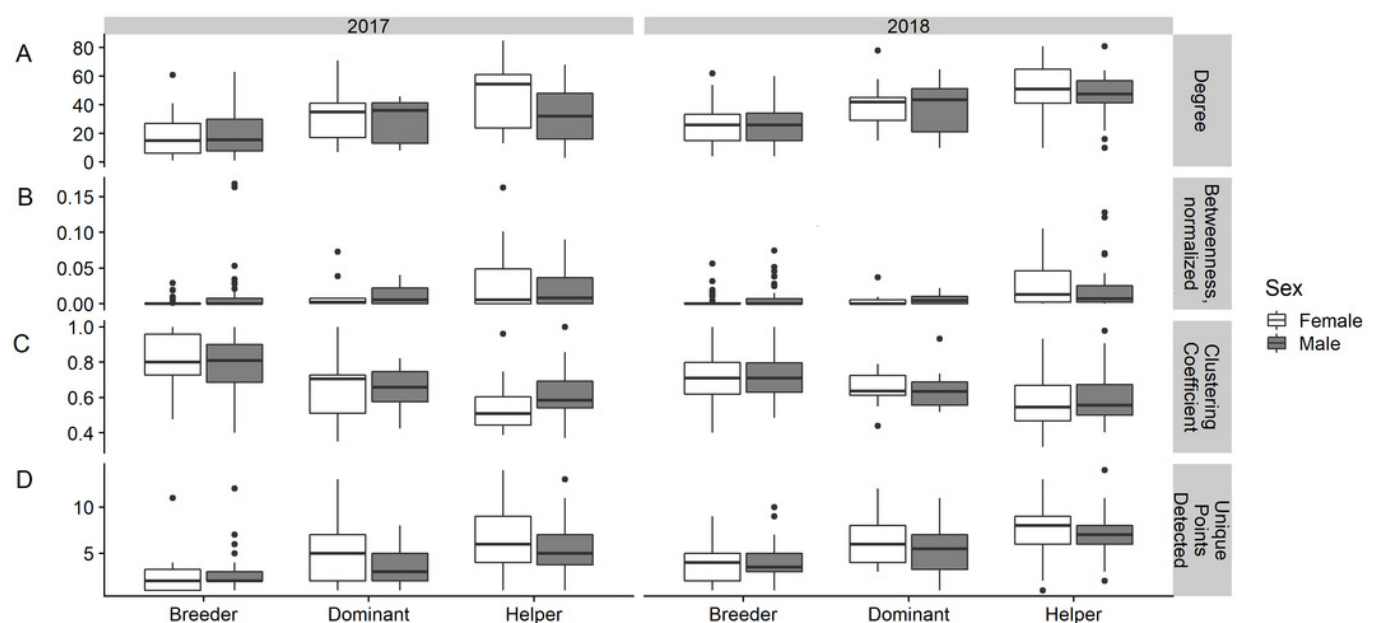 2017
2018
A
80
60
40
20
0
Degree
B
0.15
0.10
0.05
0.00
Betweenness,
normalized
C
1.0
0.8
0.6
0.4
Clustering
Coefficient
D
10
5
Unique
Points
Detected
Breeder
Dominant
Helper
Breeder
Dominant
Helper
Sex
Female
Male